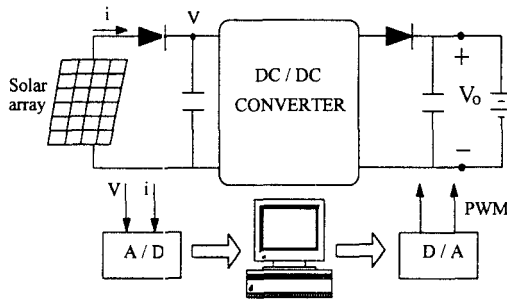 i
V
Solar
array
DC / DC
CONVERTER
+
Vo
−
V
i
A / D
D / A
PWM